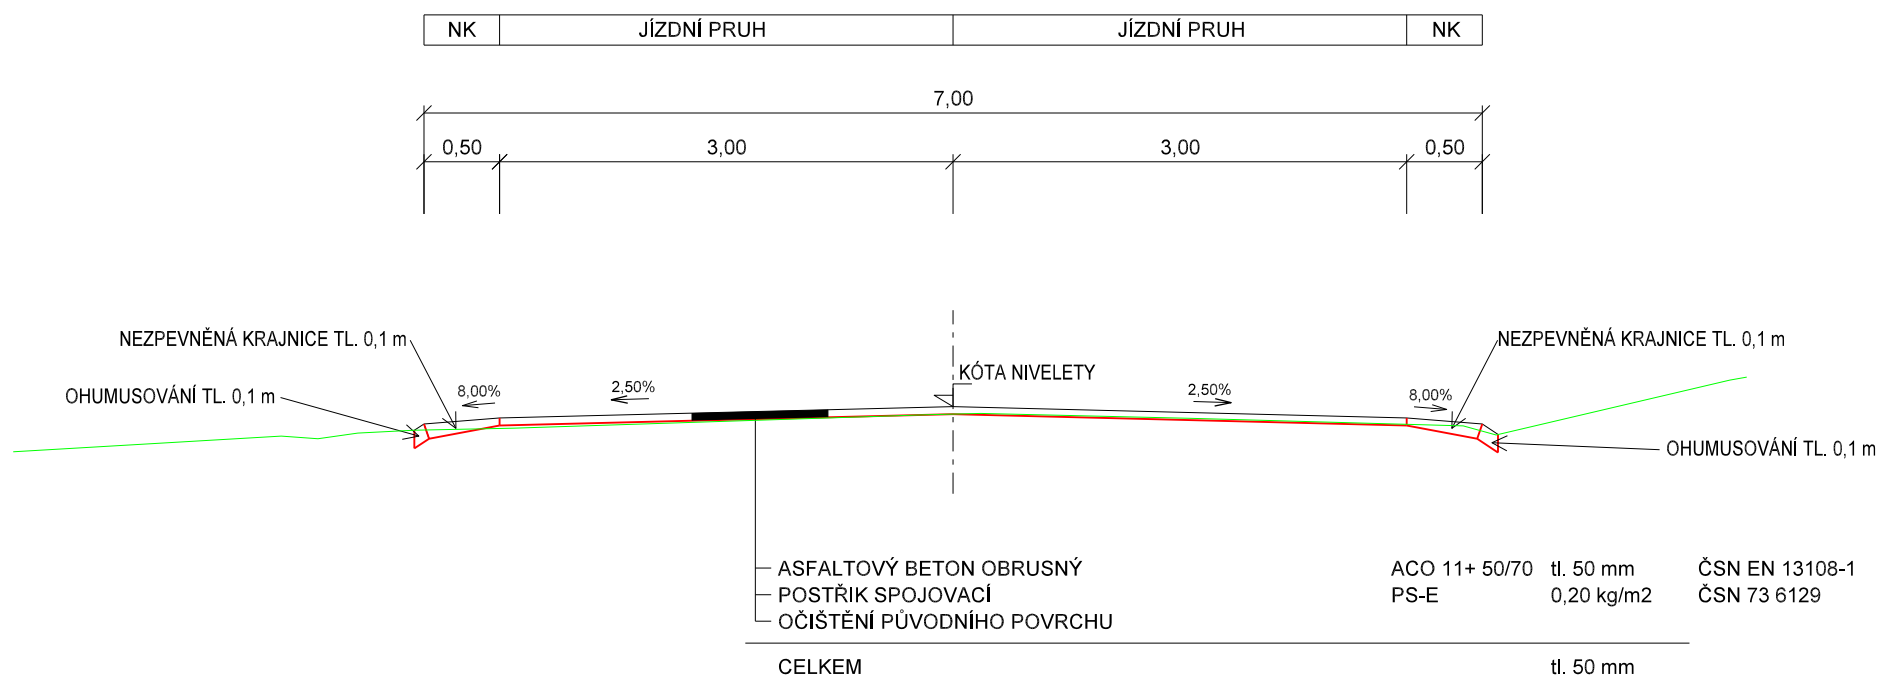 NK JÍZDNÍ PRUH JÍZDNÍ PRUH NK
7,00
0,50 3,00 3,00 0,50
NEZPEVNĚNÁ KRAJNICE TL. 0,1 m NEZPEVNĚNÁ KRAJNICE TL. 0,1 m
KÓTA NIVELETY
8,00% 2,50% 2,50% 8,00%
OHUMUSOVÁNÍ TL. 0,1 m
OHUMUSOVÁNÍ TL. 0,1 m
ASFALTOVÝ BETON OBRUSNÝ ACO 11+ 50/70 tl. 50 mm ČSN EN 13108-1
POSTŘIK SPOJOVACÍ PS-E 0,20 kg/m2 ČSN 73 6129
OČIŠTĚNÍ PŮVODNÍHO POVRCHU
CELKEM tl. 50 mm